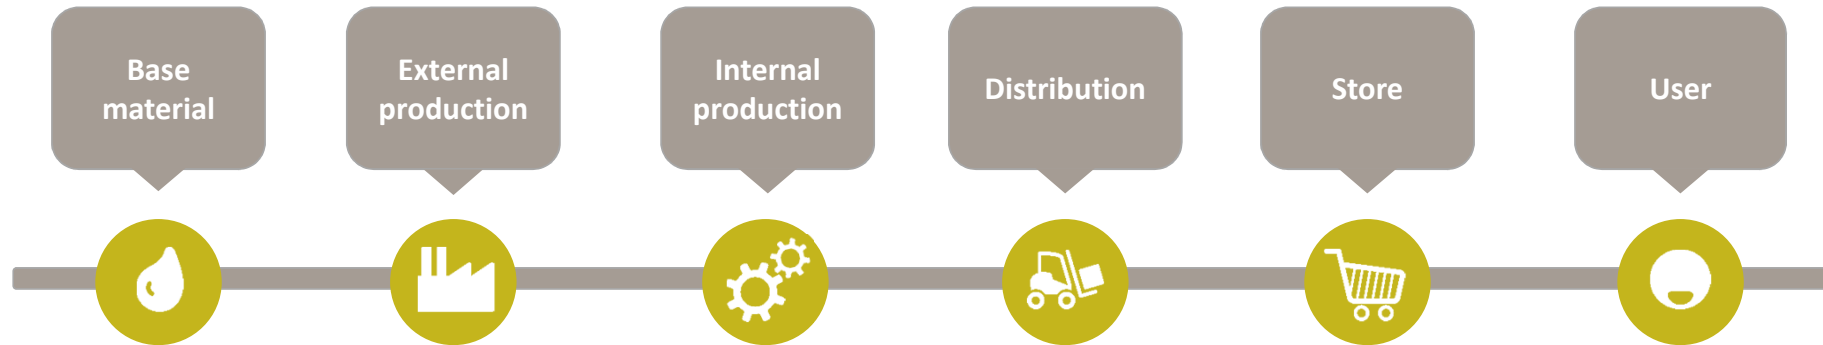 Base
material
External
production
Internal
production
Distribution
Store
User